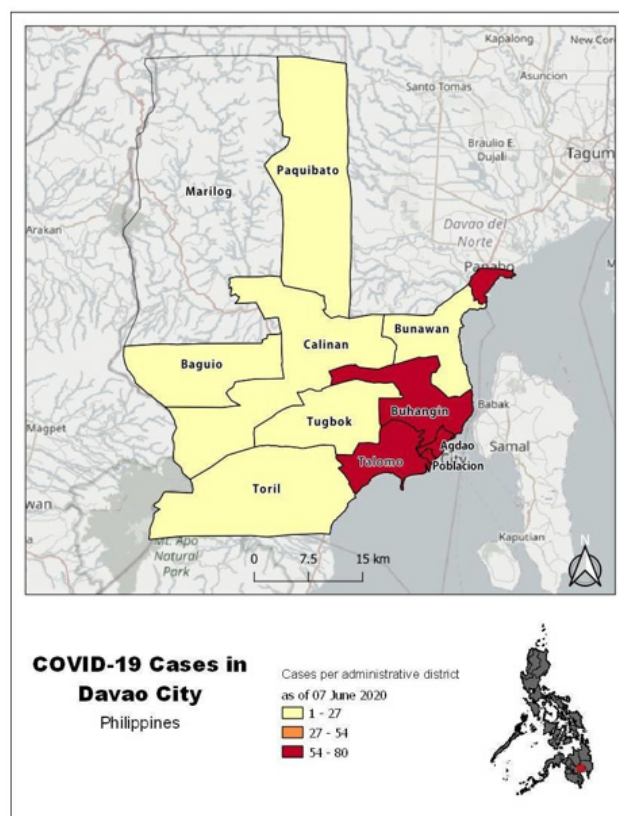 Kapalong
New Cor
Asuncion
Santo Tomas
Braulio E.
Dujali
Tagum
Paquibato
Marilog
Davao del
Norte
Arakan
Panabo
Bunawan
Calinan
Baguio
Buhangin
Babak
Tugbok
Magpet
Agdao
Samal
City
Talomo
Poblacion
Toril
wan
Kaputian
Mt. Apo
Natural
Park
0 7.5 15 km
N
COVID-19 Cases in
Davao City
Philippines
Cases per administrative district
as of 07 June 2020
1 - 27
27 - 54
54 - 80